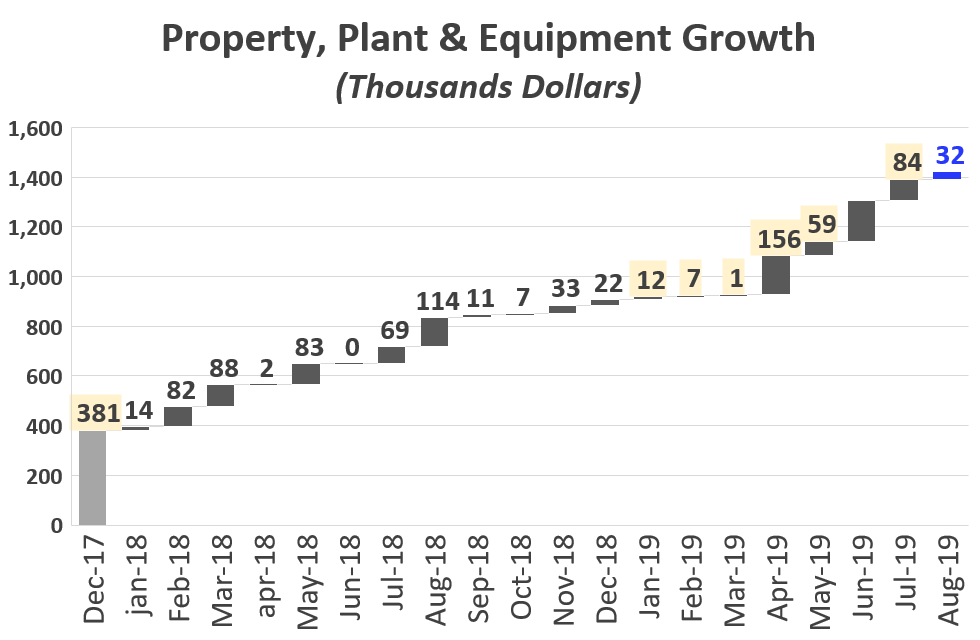 Property, Plant & Equipment Growth
(Thousands Dollars)
1,600
1,400
1,200
1,000
800
600
400
200
0
381
14
82
88
2
83
0
69
114
11
7
33
22
12
7
1
156
59
84
32
Dec-17
jan-18
Feb-18
Mar-18
apr-18
May-18
Jun-18
Jul-18
Aug-18
Sep-18
Oct-18
Nov-18
Dec-18
Jan-19
Feb-19
Mar-19
Apr-19
May-19
Jun-19
Jul-19
Aug-19